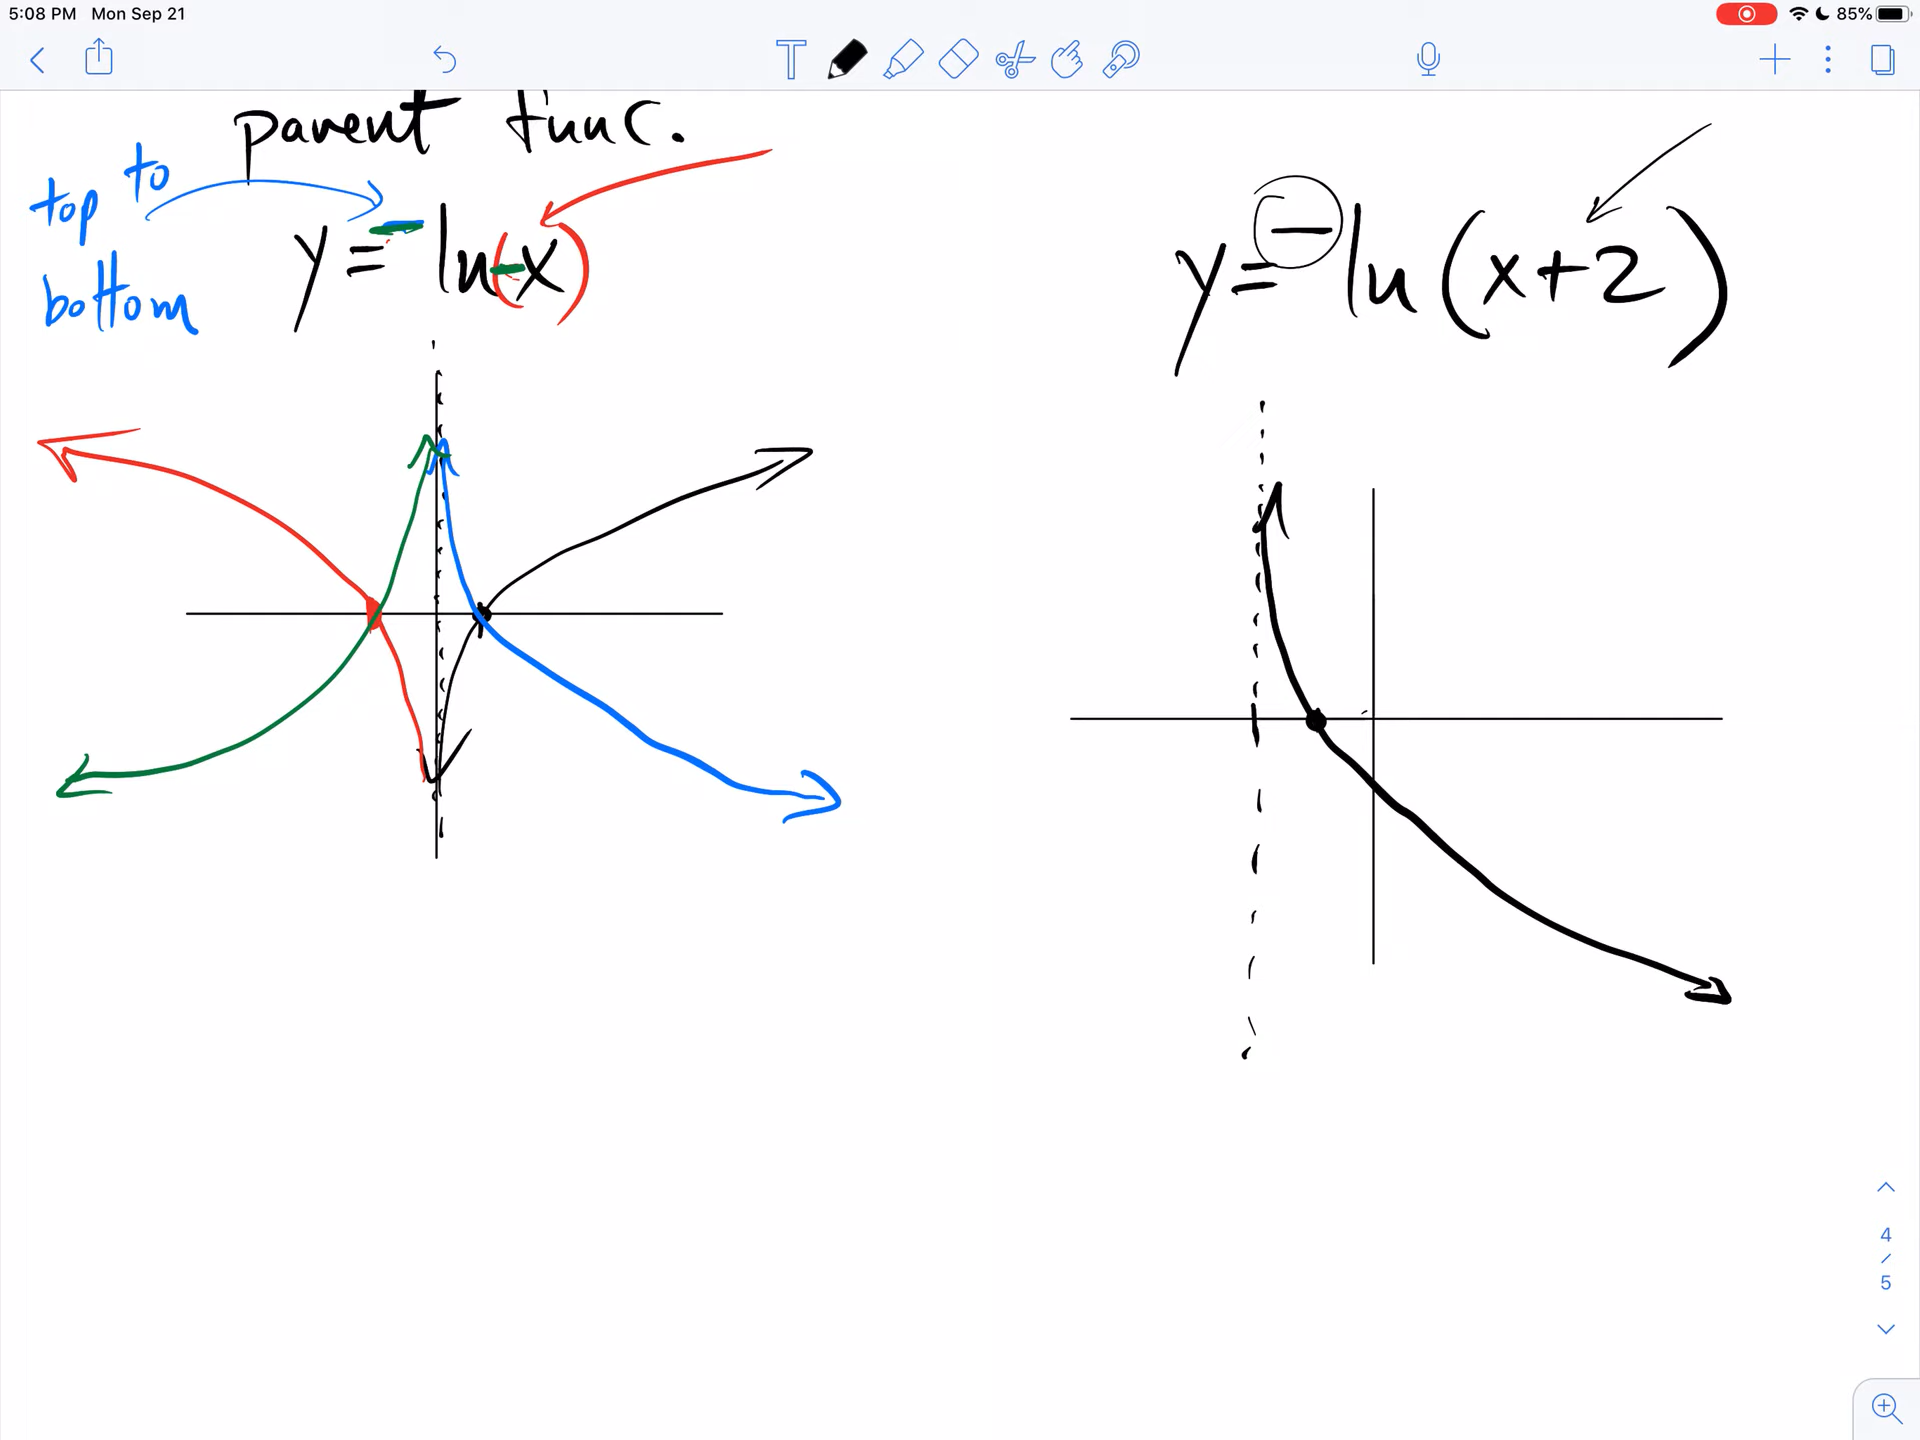 5:08 PM Mon Sep 21
85%
T
parent func.
top to
bottom
y = - ln(-x)
y = - ln(x+2)
4
/
5